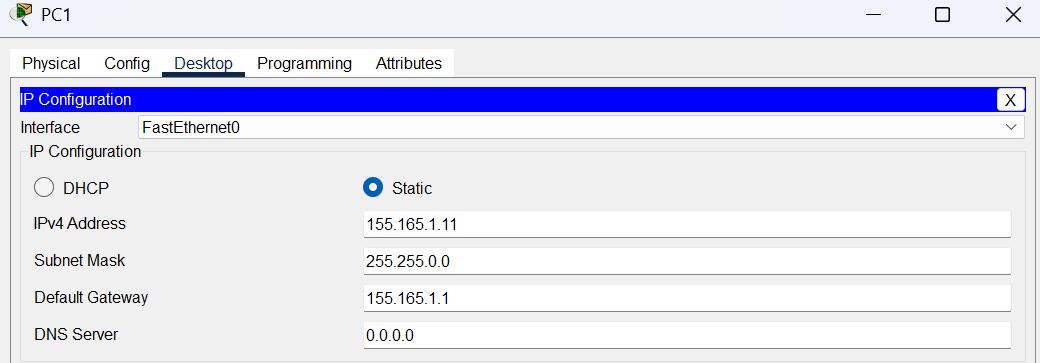 PC1
Physical Config Desktop Programming Attributes
IP Configuration X
Interface FastEthernet0
IP Configuration
DHCP Static
IPv4 Address 155.165.1.11
Subnet Mask 255.255.0.0
Default Gateway 155.165.1.1
DNS Server 0.0.0.0